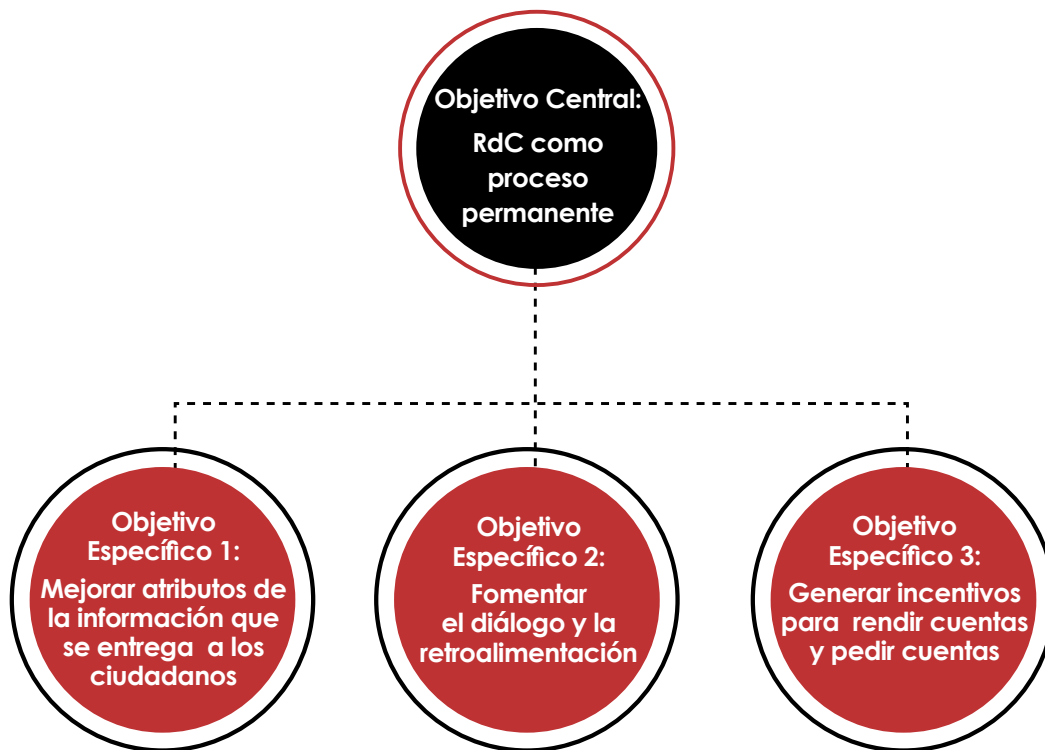 Objetivo Central:
RdC como
proceso
permanente
Objetivo
Específico 1:
Mejorar atributos de
la información que
se entrega a los
ciudadanos
Objetivo
Específico 2:
Fomentar
el diálogo y la
retroalimentación
Objetivo
Específico 3:
Generar incentivos
para rendir cuentas
y pedir cuentas